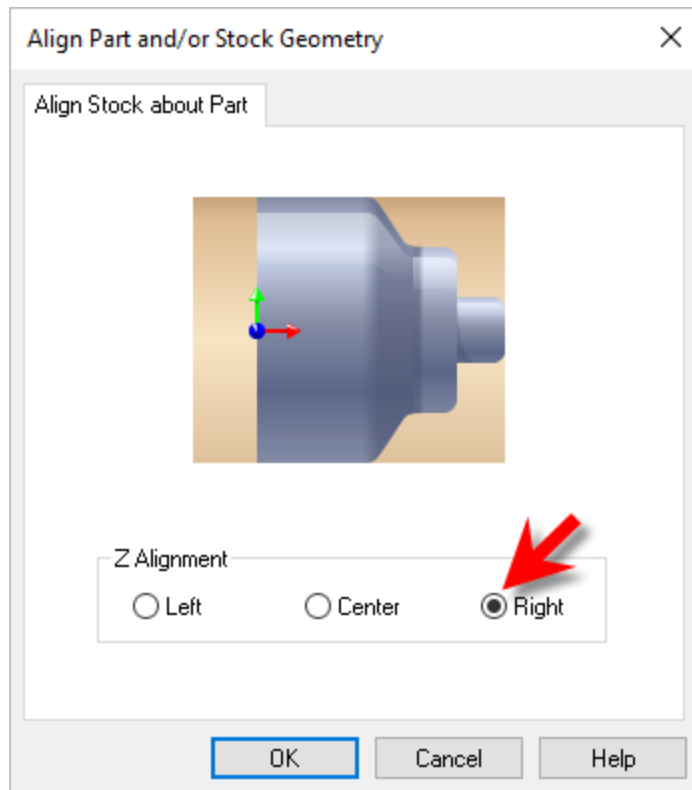 Align Part and/or Stock Geometry
Align Stock about Part
Z Alignment
Left Center Right
OK Cancel Help